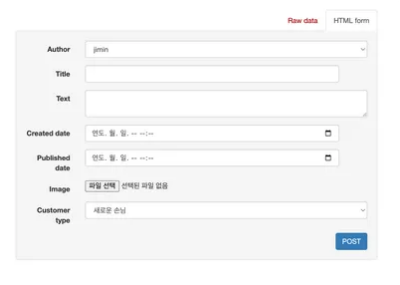 Raw data HTML form
Author jimin
Title
Text
Created date 연도. 월. 일. -- --:--
Published date 연도. 월. 일. -- --:--
Image 파일 선택 선택된 파일 없음
Customer type 새로운 손님
POST